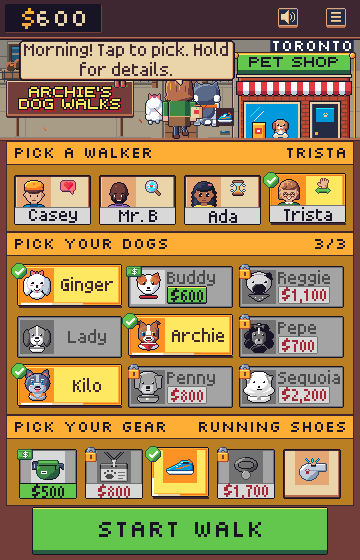 $600
Morning! Tap to pick. Hold
for details.
TORONTO
PET SHOP
ARCHIE'S
DOG WALKS
PICK A WALKER
TRISTA
Casey
Mr. B
Ada
Trista
PICK YOUR DOGS
3/3
Ginger
Buddy
$600
Reggie
$1,100
Lady
Archie
Pepe
$700
Kilo
Penny
$800
Sequoia
$2,200
PICK YOUR GEAR
RUNNING SHOES
$500
$800
$1,700
START WALK